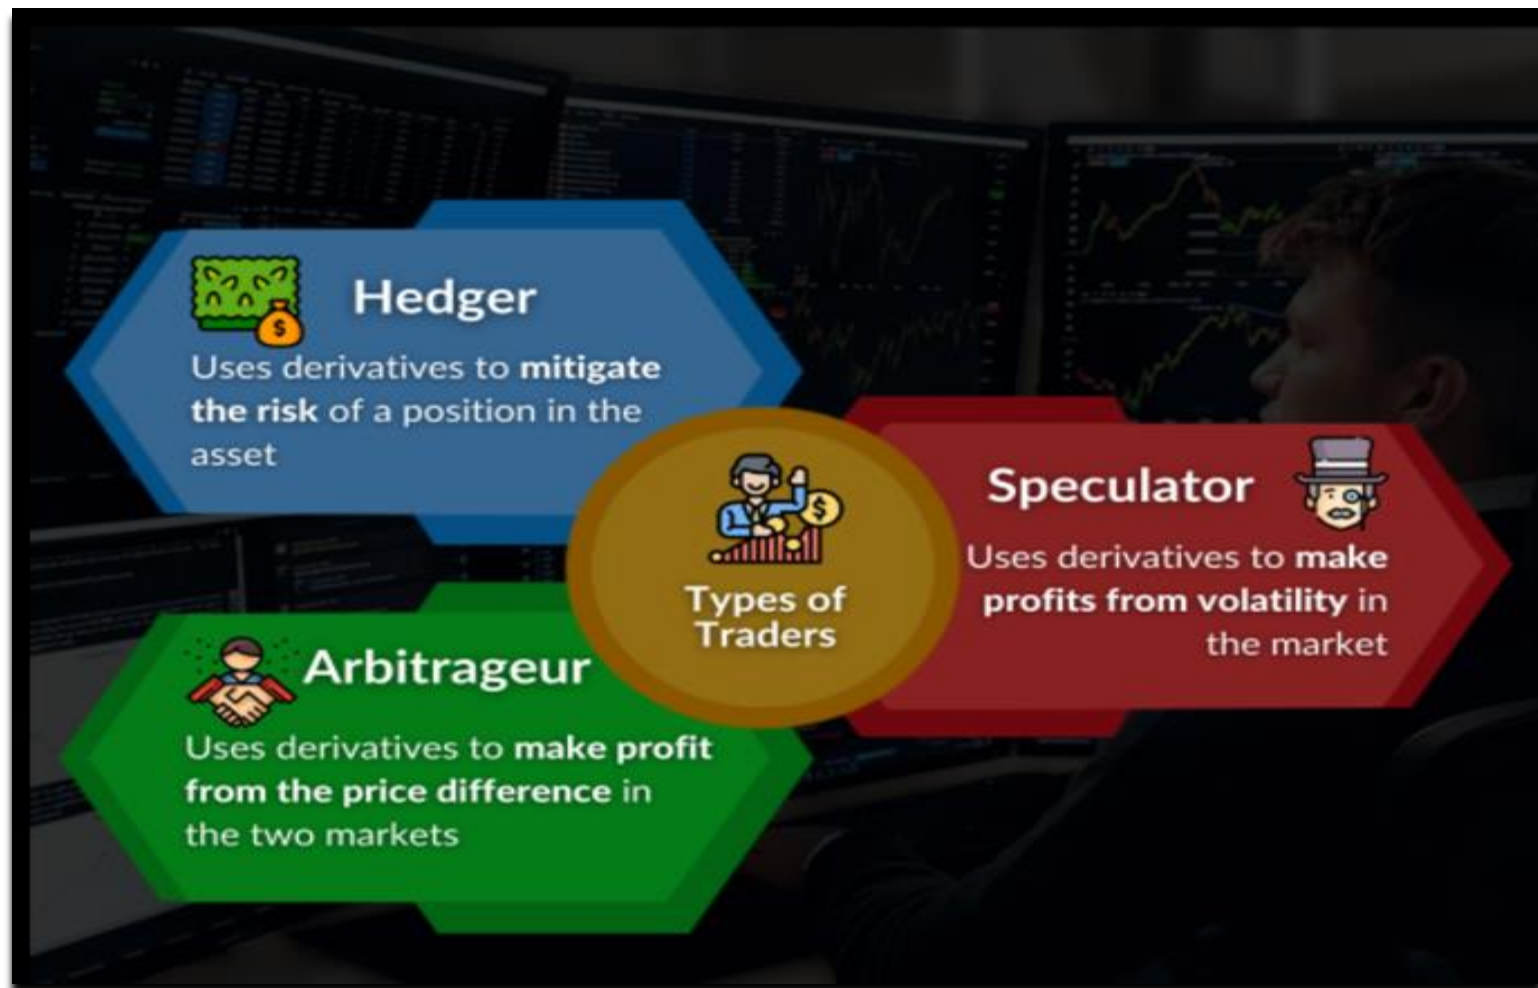 Hedger
Uses derivatives to mitigate
the risk of a position in the
asset
Types of
Traders
Speculator
Uses derivatives to make
profits from volatility in
the market
Arbitrageur
Uses derivatives to make profit
from the price difference in
the two markets